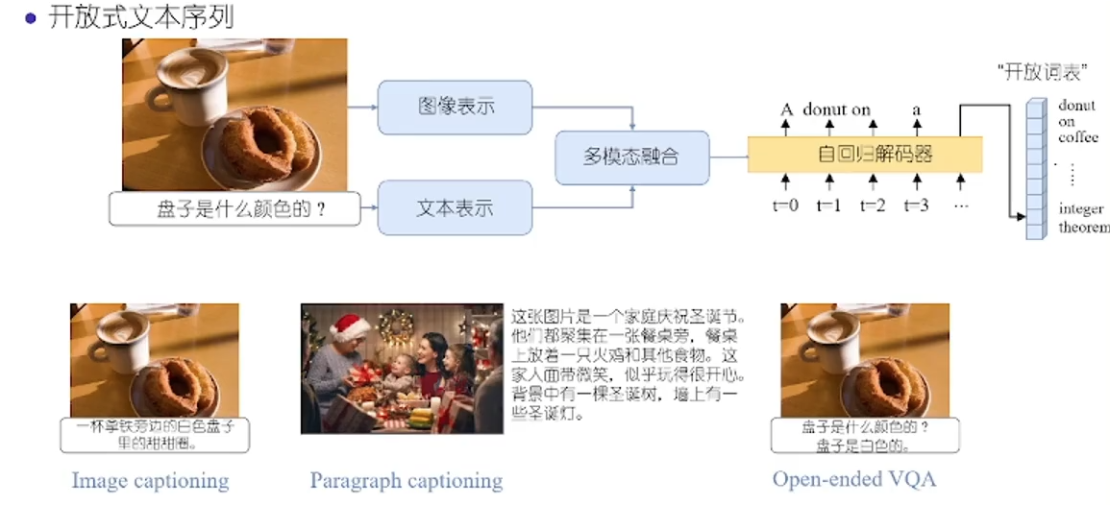 开放式文本序列
盘子是什么颜色的?
图像表示
文本表示
多模态融合
A donut on a
自回归解码器
t=0 t=1 t=2 t=3 ...
“开放词表”
donut
on
coffee
integer
theorem
一杯拿铁旁边的白色盘子
里的甜甜圈。
Image captioning
这张图片是一个家庭庆祝圣诞节。
他们都聚集在一张餐桌旁，餐桌
上放着一只火鸡和其他食物。这
家人面带微笑，似乎玩得很开心。
背景中有一棵圣诞树，墙上有一
些圣诞灯。
Paragraph captioning
盘子是什么颜色的?
盘子是白色的。
Open-ended VQA